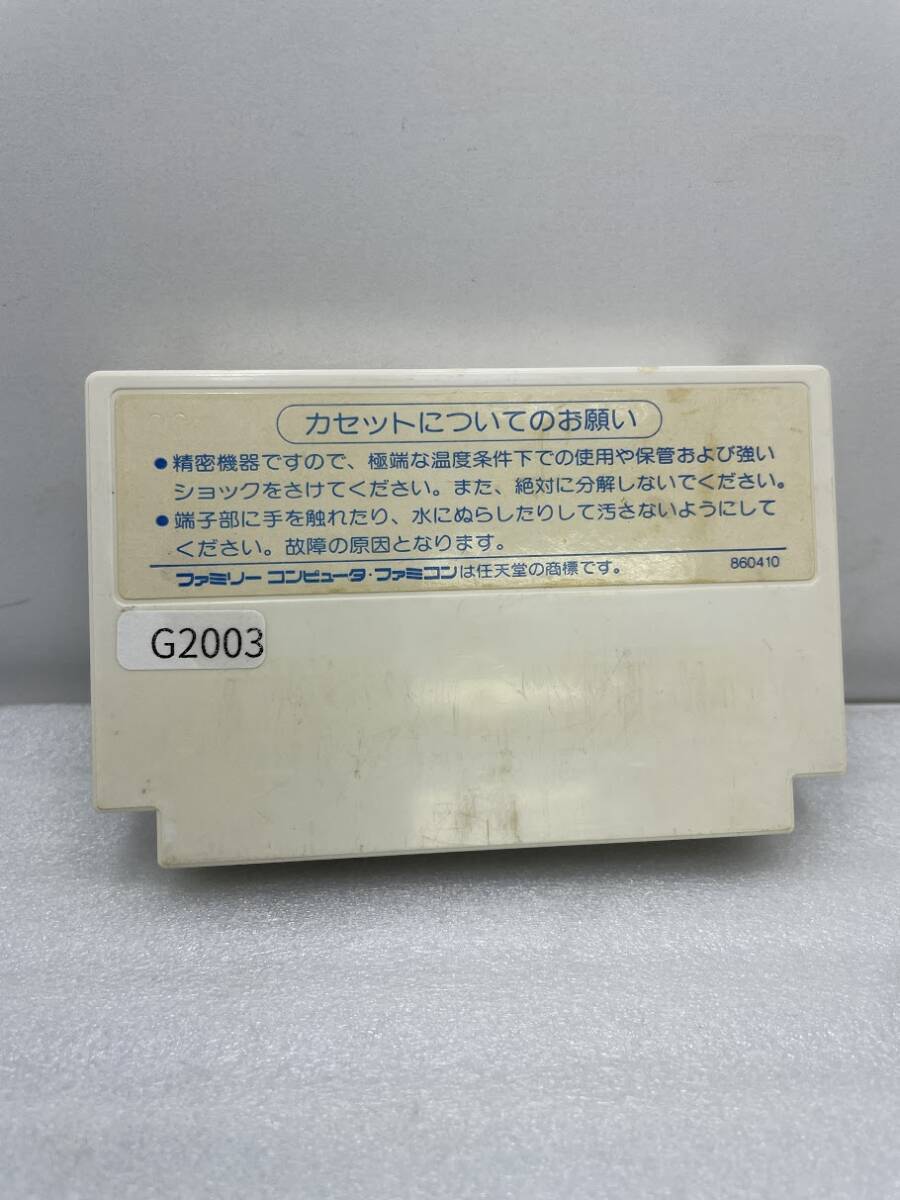 カセットについてのお願い
●精密機器ですので、極端な温度条件下での使用や保管および強い
ショックをさけてください。また、絶対に分解しないでください。
●端子部に手を触れたり、水にぬらしたりして汚さないようにして
ください。故障の原因となります。
ファミリー コンピュータ・ファミコンは任天堂の商標です。
860410
G2003